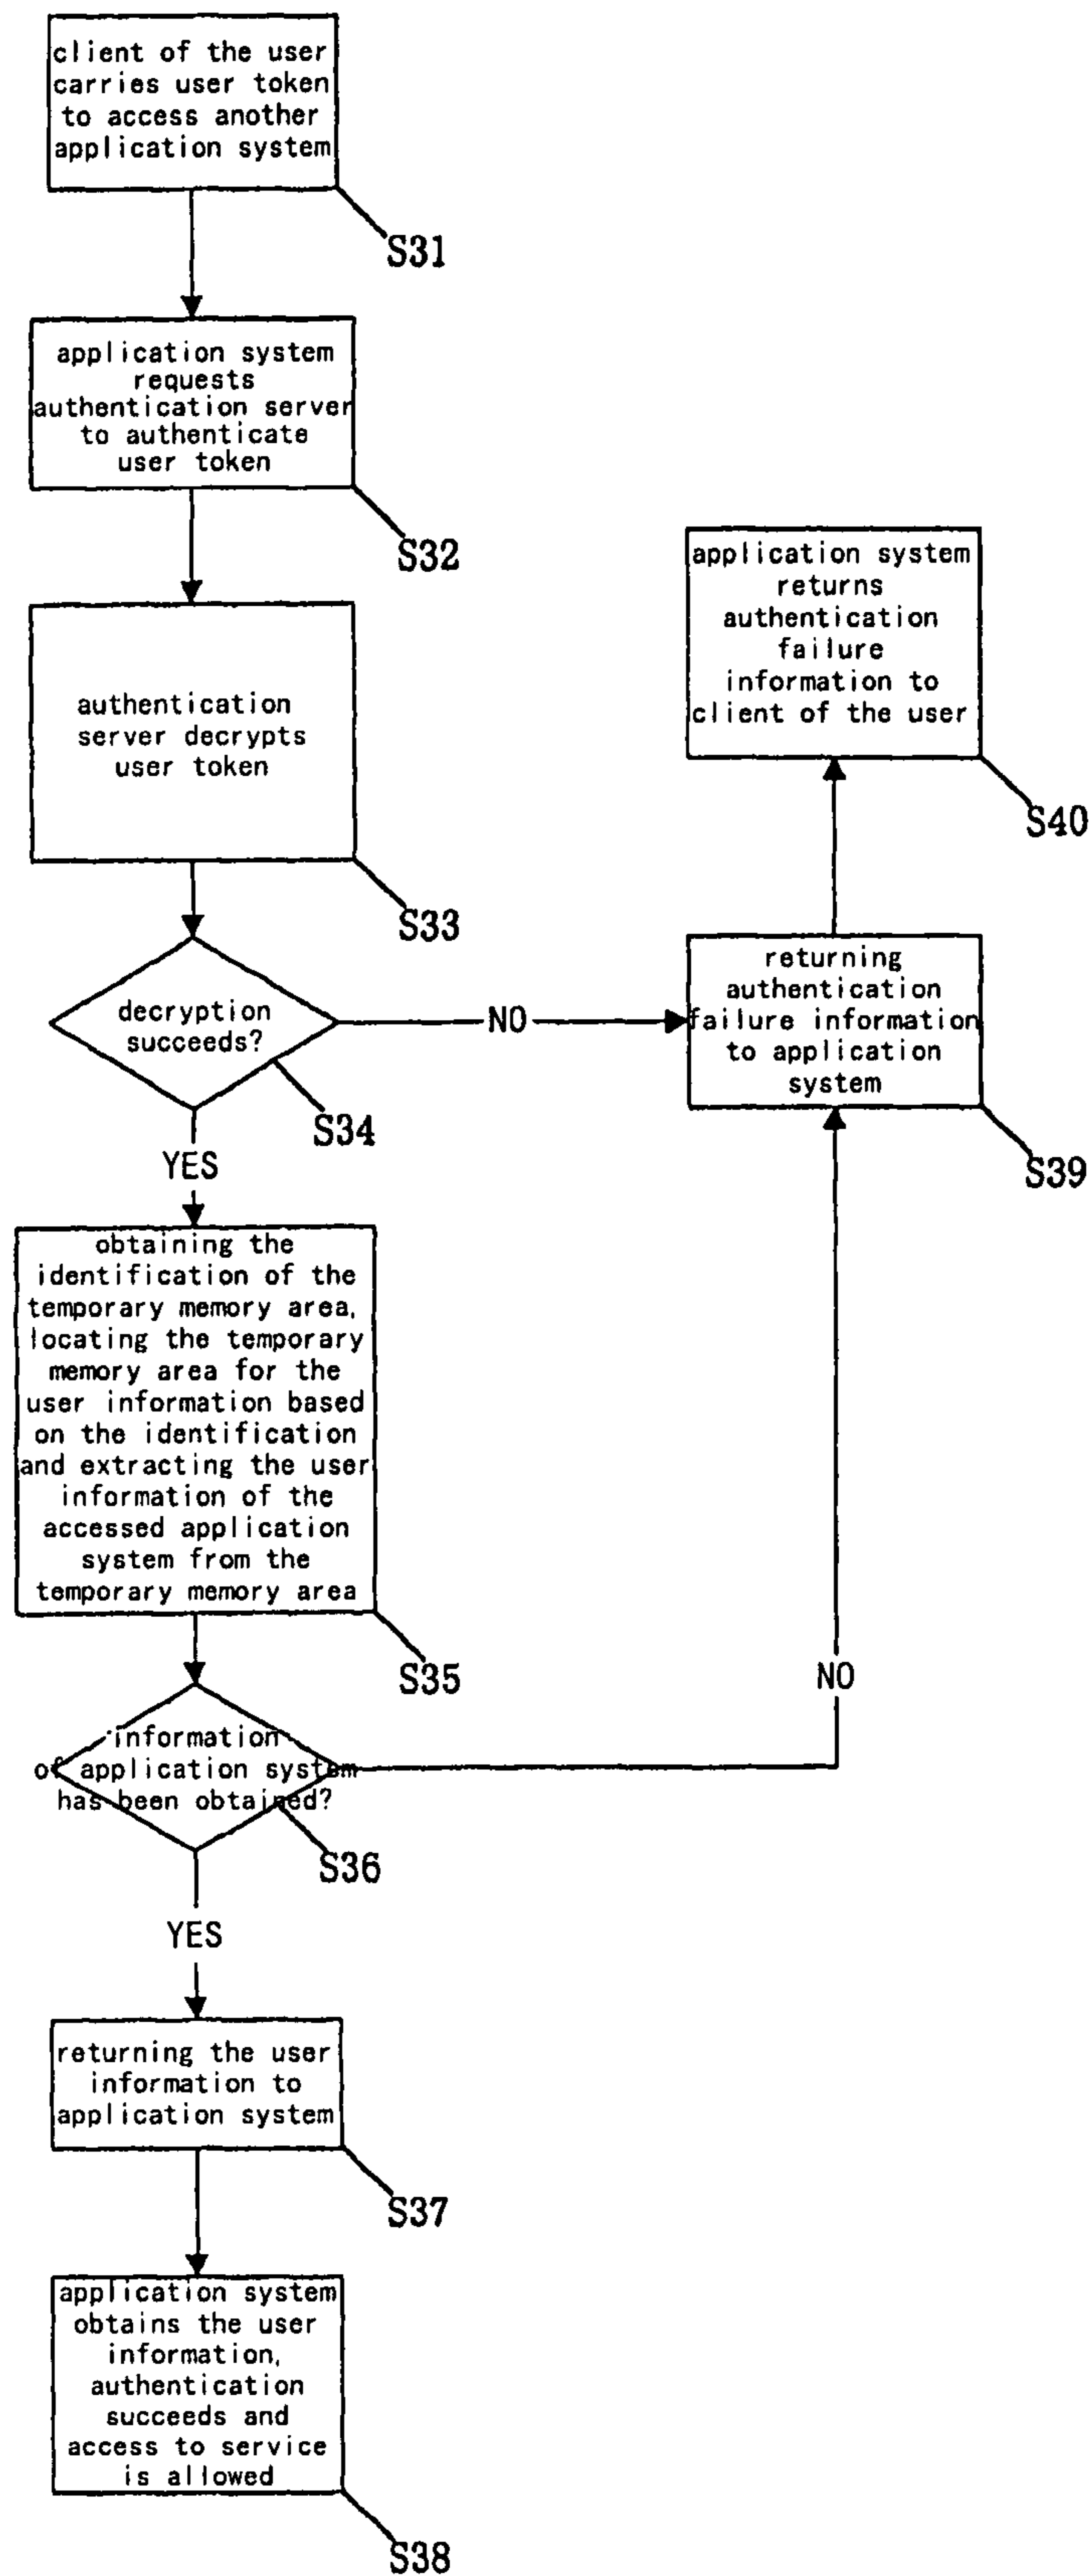 client of the user
carries user token
to access another
application system
S31
application system
requests
authentication server
to authenticate
user token
S32
authentication
server decrypts
user token
S33
decryption
succeeds?
S34
NO
YES
obtaining the
identification of the
temporary memory area,
locating the temporary
memory area for the
user information based
on the identification
and extracting the user
information of the
accessed application
system from the
temporary memory area
S35
information
of application system
has been obtained?
S36
NO
YES
returning the user
information to
application system
S37
application system
obtains the user
information,
authentication
succeeds and
access to service
is allowed
S38
returning
authentication
failure information
to application
system
S39
application system
returns
authentication
failure
information to
client of the user
S40